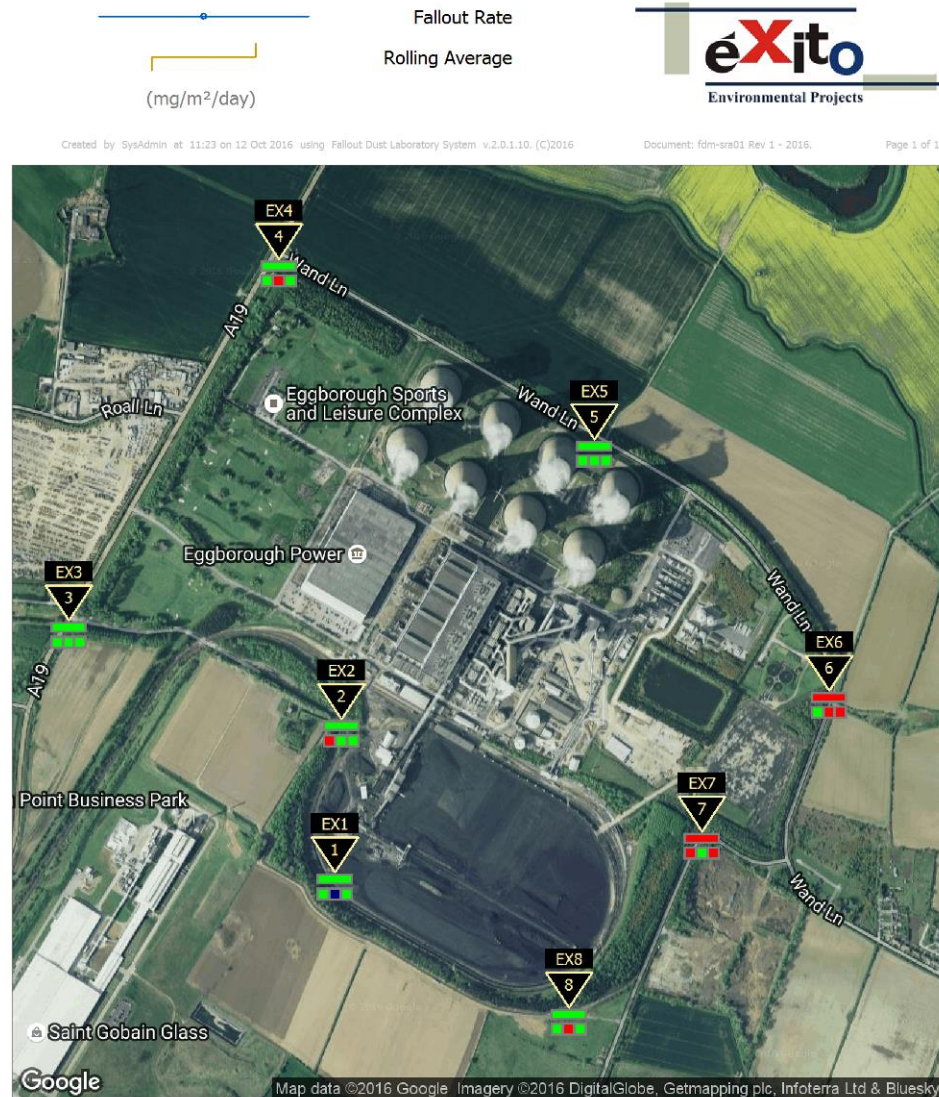 Fallout Rate
Rolling Average
(mg/m²/day)
éXito
Environmental Projects
Created by SysAdmin at 11:23 on 12 Oct 2016 using Fallout Dust Laboratory System v.2.0.1.10. (C)2016 Document: fdm-sra01 Rev 1 - 2016. Page 1 of 1
EX4
4
Wand Ln
A19
Eggborough Sports
and Leisure Complex
Roall Ln
Wand Ln
EX5
5
Eggborough Power
EX3
3
A19
Wand Ln
EX6
6
EX2
2
Point Business Park
EX7
7
EX1
1
Wand Ln
EX8
8
Saint Gobain Glass
Google
Map data ©2016 Google Imagery ©2016 DigitalGlobe, Getmapping plc, Infoterra Ltd & Bluesky